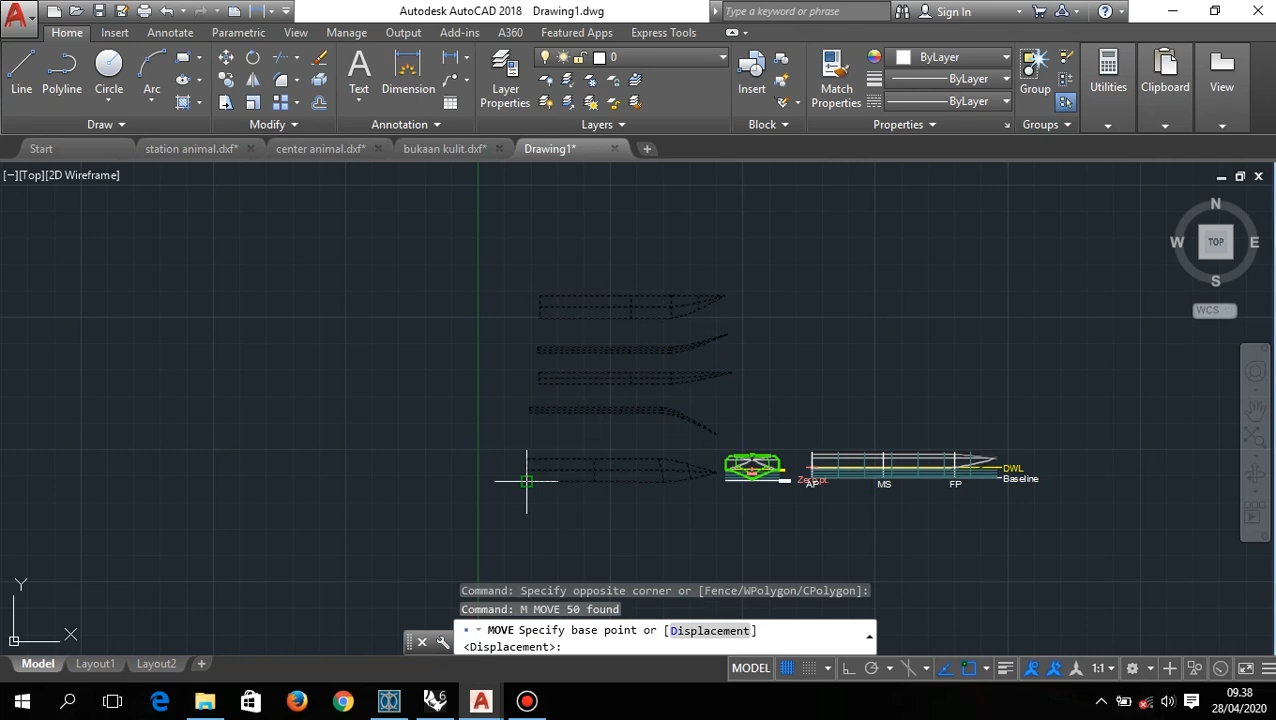 Autodesk AutoCAD 2018 Drawing1.dwg
Type a keyword or phrase
Sign In
Home Insert Annotate Parametric View Manage Output Add-ins A360 Featured Apps Express Tools
0
ByLayer
ByLayer
ByLayer
Line Polyline Circle Arc
Text Dimension
Layer
Properties
Insert
Match
Properties
Group
Utilities
Clipboard
View
Draw Modify Annotation Layers Block Properties Groups
Start station animal.dxf* center animal.dxf* bukaan kulit.dxf* Drawing1*
[−][Top][2D Wireframe]
N
W TOP E
S
WCS
DWL
Baseline
AP MS FP
Y
X
Command: Specify opposite corner or [Fence/WPolygon/CPolygon]:
Command: M MOVE 50 found
MOVE Specify base point or [Displacement]
<Displacement>:
Model Layout1 Layout2
MODEL 1:1
09.38
28/04/2020